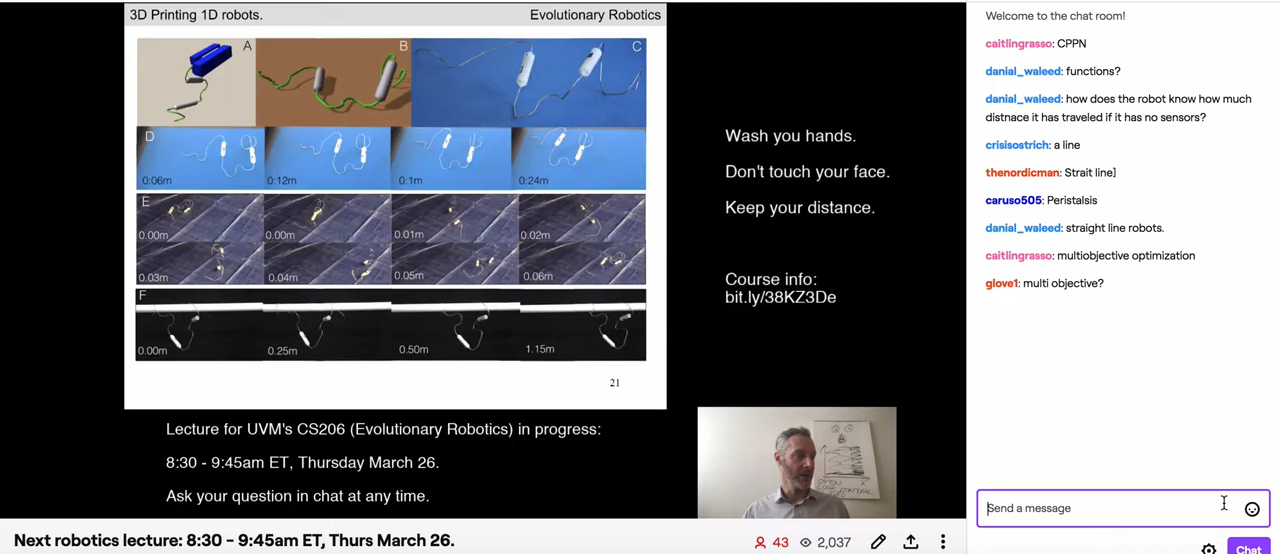 3D Printing 1D robots.
Evolutionary Robotics
A
B
C
D
0:06m
0:12m
0:1m
0:24m
E
0.00m
0.00m
0.01m
0.02m
0.03m
0.04m
0.05m
0.06m
F
0.00m
0.25m
0.50m
1.15m
21
Wash you hands.
Don't touch your face.
Keep your distance.
Course info:
bit.ly/38KZ3De
Lecture for UVM's CS206 (Evolutionary Robotics) in progress:
8:30 - 9:45am ET, Thursday March 26.
Ask your question in chat at any time.
Next robotics lecture: 8:30 - 9:45am ET, Thurs March 26.
43
2,037
Welcome to the chat room!
caitlingrasso: CPPN
danial_waleed: functions?
danial_waleed: how does the robot know how much
distnace it has traveled if it has no sensors?
crisisostrich: a line
thenordicman: Strait line]
caruso505: Peristalsis
danial_waleed: straight line robots.
caitlingrasso: multiobjective optimization
glove1: multi objective?
Send a message
Chat